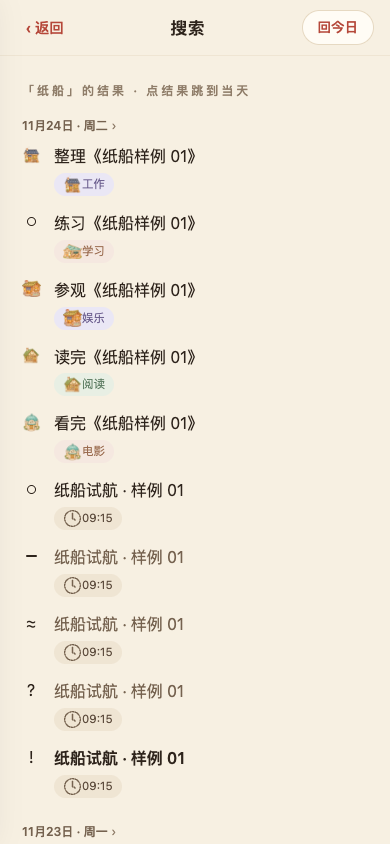 ‹ 返回
搜索
回今日
「纸船」的结果 · 点结果跳到当天
11月24日 · 周二 ›
整理《纸船样例 01》
工作
练习《纸船样例 01》
学习
参观《纸船样例 01》
娱乐
读完《纸船样例 01》
阅读
看完《纸船样例 01》
电影
○ 纸船试航 · 样例 01
09:15
– 纸船试航 · 样例 01
09:15
≈ 纸船试航 · 样例 01
09:15
? 纸船试航 · 样例 01
09:15
! 纸船试航 · 样例 01
09:15
11月23日 · 周一 ›